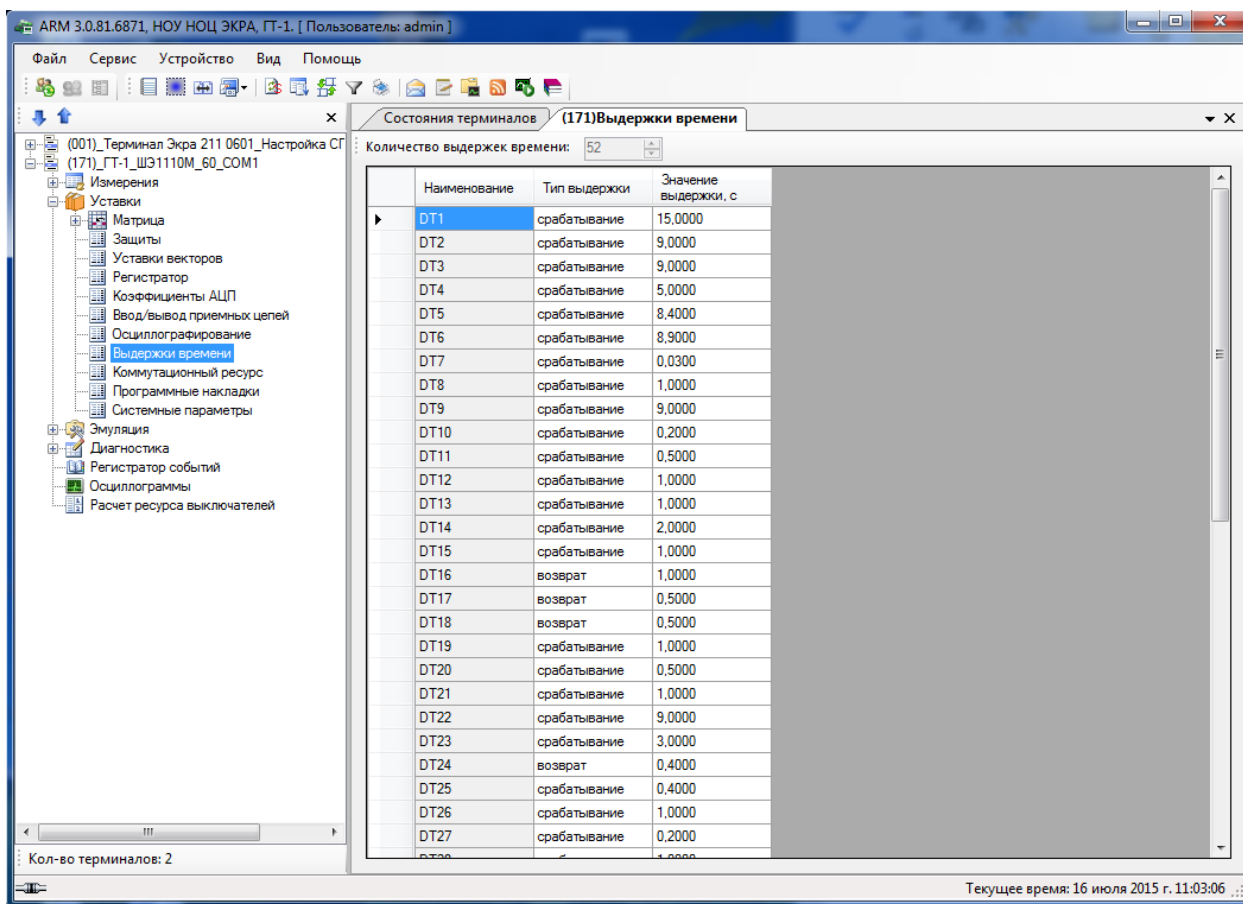 ARM 3.0.81.6871, НОУ НОЦ ЭКРА, ГТ-1. [ Пользователь: admin ]
Файл Сервис Устройство Вид Помощь
Состояния терминалов (171)Выдержки времени
(001)_Терминал Экра 211 0601_Настройка СГ
(171)_ГТ-1_ШЭ1110М_60_COM1
Измерения
Уставки
Матрица
Защиты
Уставки векторов
Регистратор
Коэффициенты АЦП
Ввод/вывод приемных цепей
Осциллографирование
Выдержки времени
Коммутационный ресурс
Программные накладки
Системные параметры
Эмуляция
Диагностика
Регистратор событий
Осциллограммы
Расчет ресурса выключателей
Кол-во терминалов: 2
Количество выдержек времени: 52
Наименование Тип выдержки Значение выдержки, с
DT1 срабатывание 15,0000
DT2 срабатывание 9,0000
DT3 срабатывание 9,0000
DT4 срабатывание 5,0000
DT5 срабатывание 8,4000
DT6 срабатывание 8,9000
DT7 срабатывание 0,0300
DT8 срабатывание 1,0000
DT9 срабатывание 9,0000
DT10 срабатывание 0,2000
DT11 срабатывание 0,5000
DT12 срабатывание 1,0000
DT13 срабатывание 1,0000
DT14 срабатывание 2,0000
DT15 срабатывание 1,0000
DT16 возврат 1,0000
DT17 возврат 0,5000
DT18 возврат 0,5000
DT19 срабатывание 1,0000
DT20 срабатывание 0,5000
DT21 срабатывание 1,0000
DT22 срабатывание 9,0000
DT23 срабатывание 3,0000
DT24 возврат 0,4000
DT25 срабатывание 0,4000
DT26 срабатывание 1,0000
DT27 срабатывание 0,2000
Текущее время: 16 июля 2015 г. 11:03:06